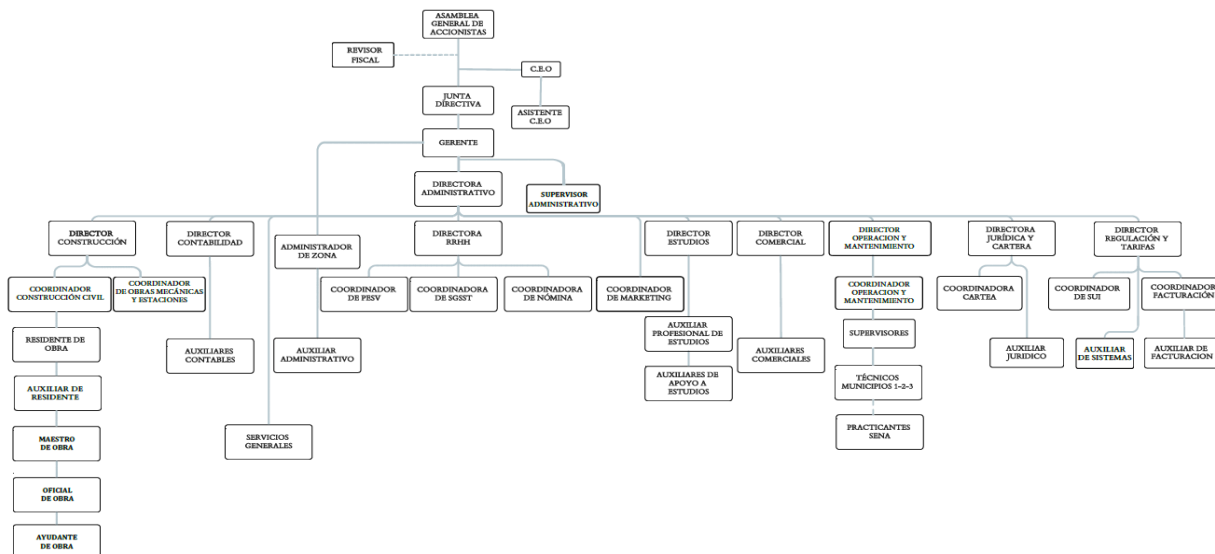 ASAMBLEA
GENERAL DE
ACCIONISTAS
REVISOR
FISCAL
C.E.O
JUNTA
DIRECTIVA
ASISTENTE
C.E.O
GERENTE
DIRECTORA
ADMINISTRATIVO
SUPERVISOR
ADMINISTRATIVO
DIRECTOR
CONSTRUCCIÓN
DIRECTOR
CONTABILIDAD
ADMINISTRADOR
DE ZONA
DIRECTORA
RRHH
DIRECTOR
ESTUDIOS
DIRECTOR
COMERCIAL
DIRECTOR
OPERACION Y
MANTENIMIENTO
DIRECTORA
JURÍDICA Y
CARTERA
DIRECTOR
REGULACIÓN Y
TARIFAS
COORDINADOR
CONSTRUCCIÓN CIVIL
COORDINADOR
DE OBRAS MECÁNICAS
Y ESTACIONES
COORDINADOR
DE PESV
COORDINADORA
DE SGSST
COORDINADORA
DE NÓMINA
COORDINADOR
DE MARKETING
COORDINADOR
OPERACION Y
MANTENIMIENTO
COORDINADORA
CARTEA
COORDINADOR
DE SUI
COORDINADOR
FACTURACIÓN
RESIDENTE DE
OBRA
AUXILIARES
CONTABLES
AUXILIAR
ADMINISTRATIVO
AUXILIAR
PROFESIONAL DE
ESTUDIOS
AUXILIARES
COMERCIALES
SUPERVISORES
AUXILIAR
JURIDICO
AUXILIAR
DE SISTEMAS
AUXILIAR DE
FACTURACION
AUXILIAR DE
RESIDENTE
AUXILIARES DE
APOYO A
ESTUDIOS
TÉCNICOS
MUNICIPIOS 1-2-3
MAESTRO
DE OBRA
SERVICIOS
GENERALES
PRACTICANTES
SENA
OFICIAL
DE OBRA
AYUDANTE
DE OBRA